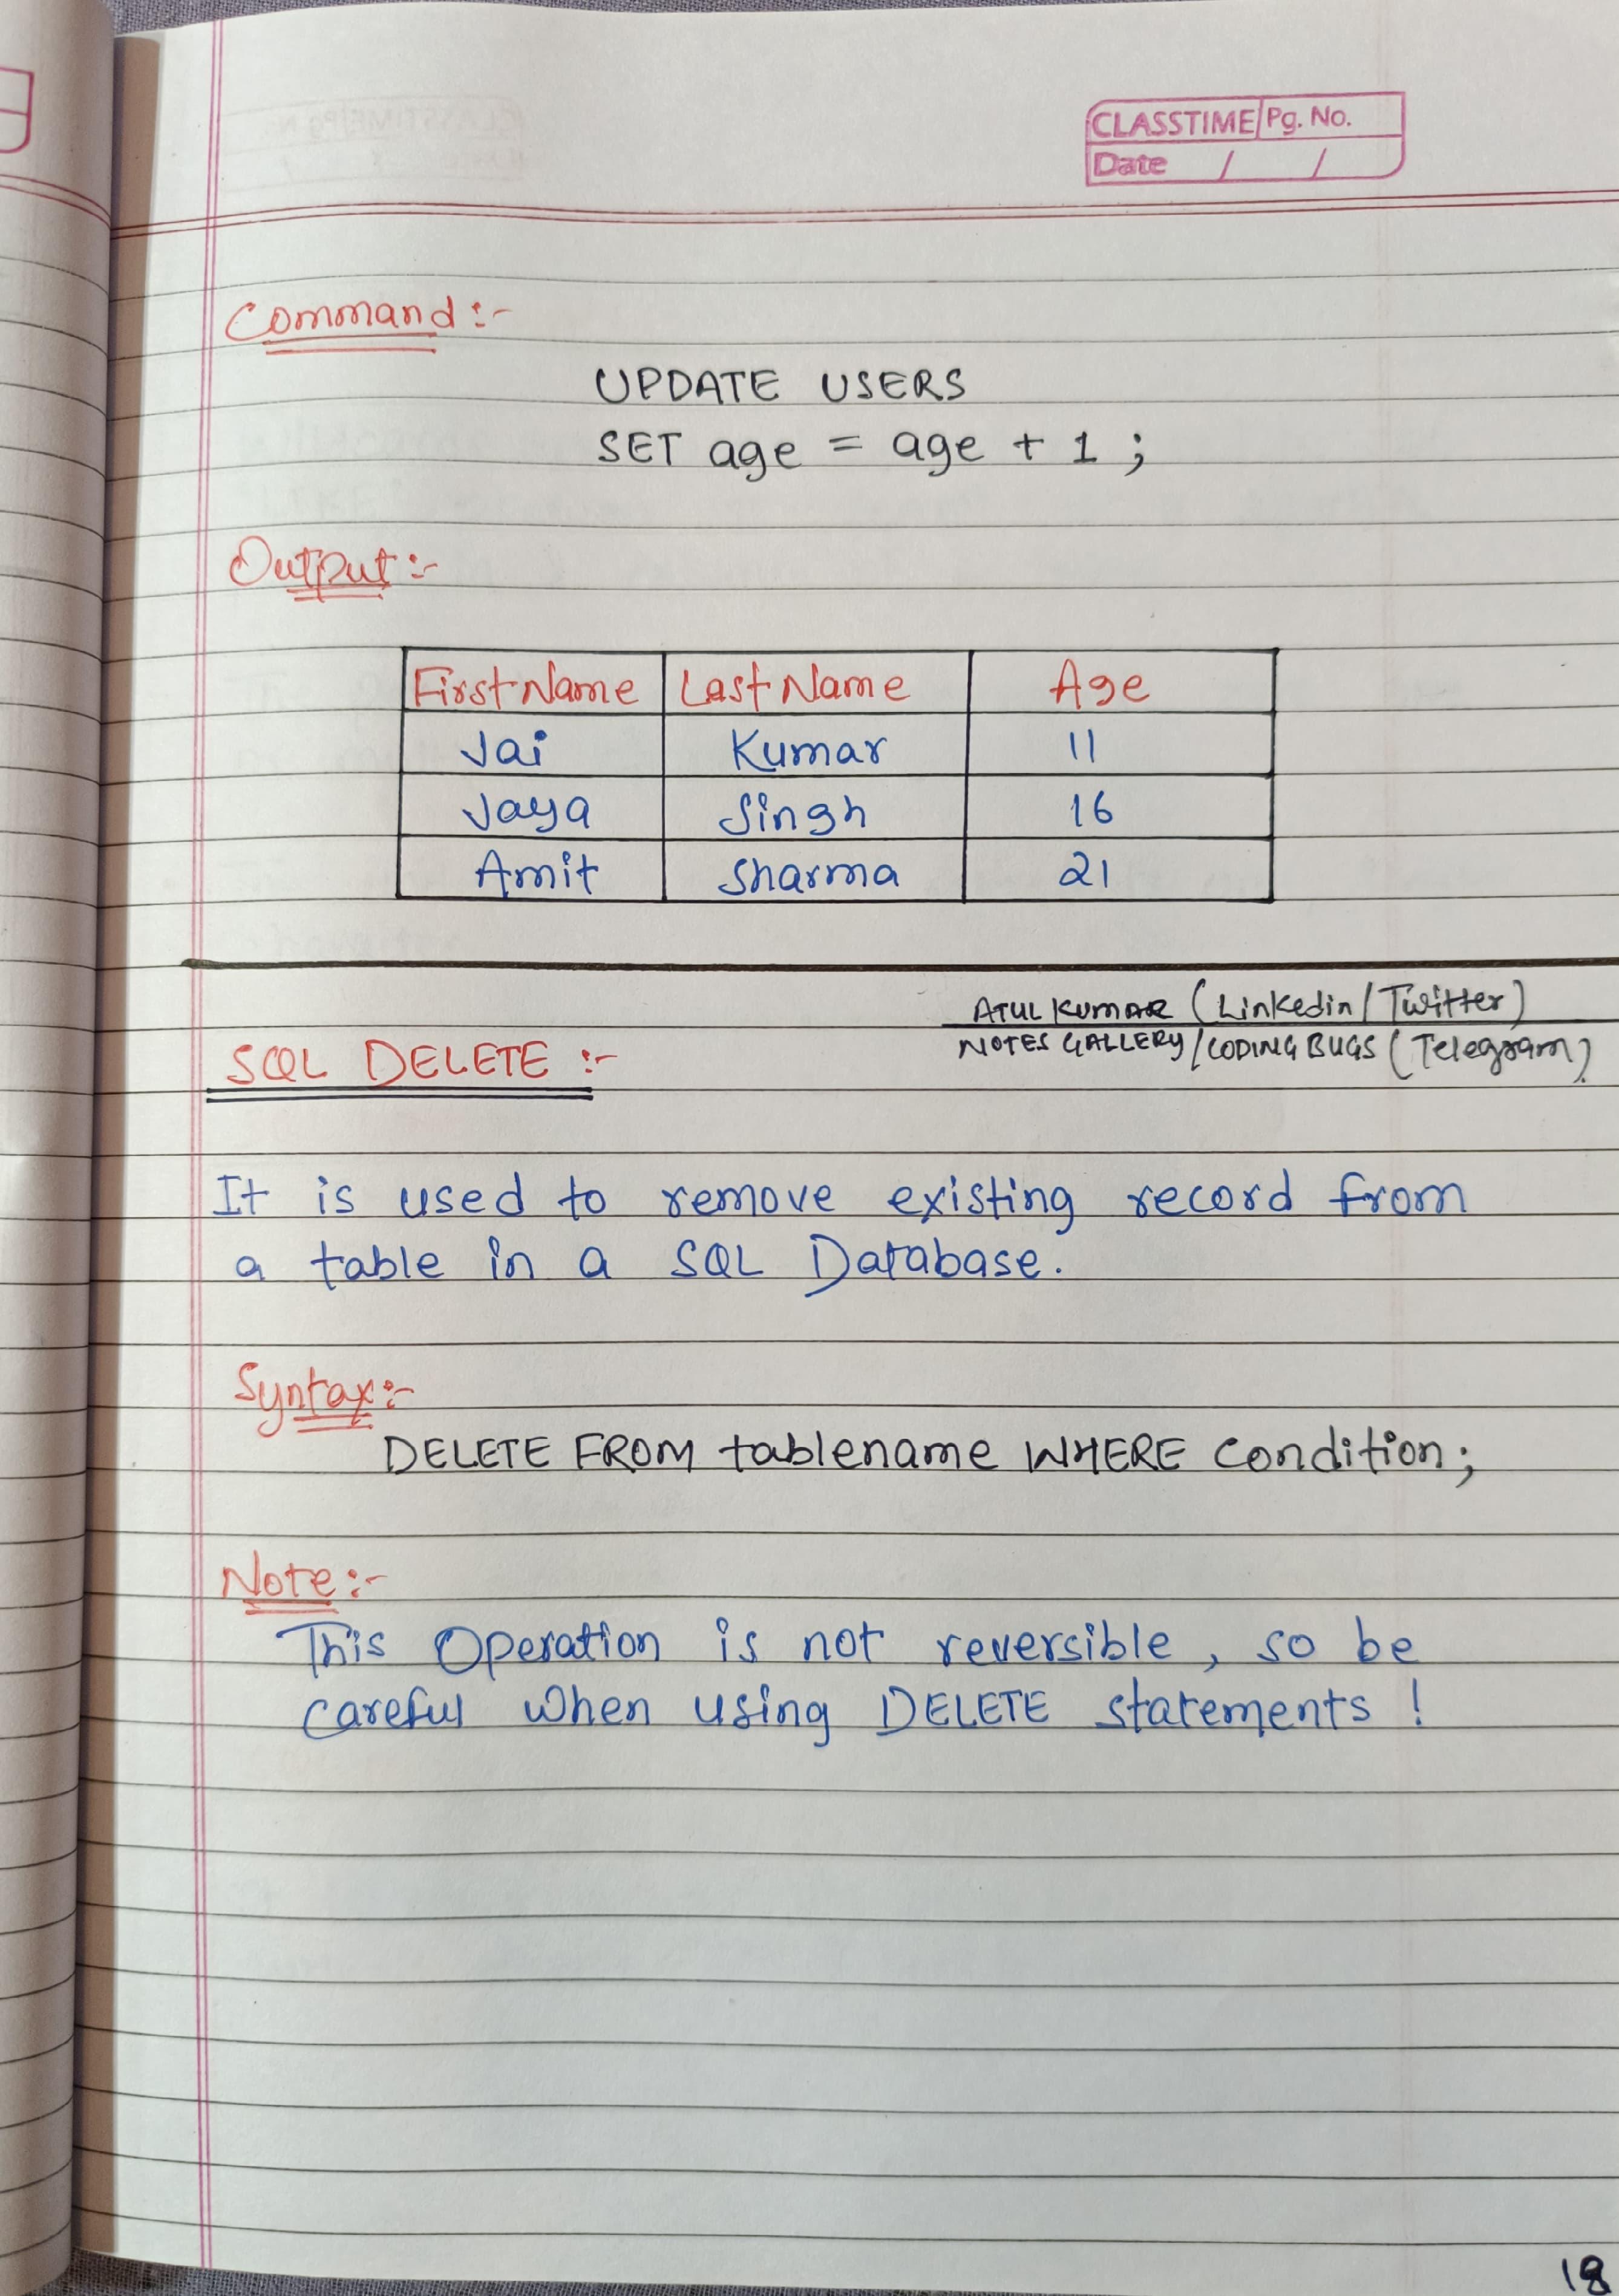 CLASSTIME Pg. No.
Date / /
Command :-
UPDATE USERS
SET age = age + 1 ;
Output :-
FirstName LastName Age
Jai Kumar 11
Jaya Singh 16
Amit Sharma 21
ATUL KUMAR (Linkedin / Twitter)
NOTES GALLERY / CODING BUGS (Telegram)
SQL DELETE :-
It is used to remove existing record from
a table in a SQL Database.
Syntax :-
DELETE FROM tablename WHERE Condition;
Note :-
This Operation is not reversible, so be
careful when using DELETE statements !
18